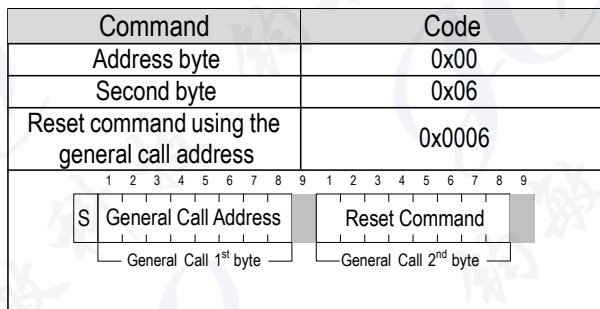 Command Code
Address byte 0x00
Second byte 0x06
Reset command using the
general call address 0x0006
1 2 3 4 5 6 7 8 9 1 2 3 4 5 6 7 8 9
S General Call Address Reset Command
General Call 1st byte General Call 2nd byte